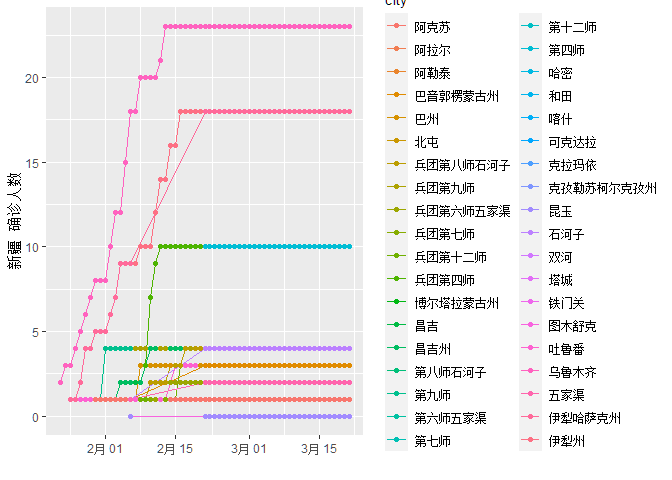 City
新疆 确诊人数
20
15
10
5
0
2月 01
2月 15
3月 01
3月 15
阿克苏
阿拉尔
阿勒泰
巴音郭楞蒙古州
巴州
北屯
兵团第八师石河子
兵团第九师
兵团第六师五家渠
兵团第七师
兵团第十二师
兵团第四师
博尔塔拉蒙古州
昌吉
昌吉州
第八师石河子
第九师
第六师五家渠
第七师
第十二师
第四师
哈密
和田
喀什
可克达拉
克拉玛依
克孜勒苏柯尔克孜州
昆玉
石河子
双河
塔城
铁门关
图木舒克
吐鲁番
乌鲁木齐
五家渠
伊犁哈萨克州
伊犁州